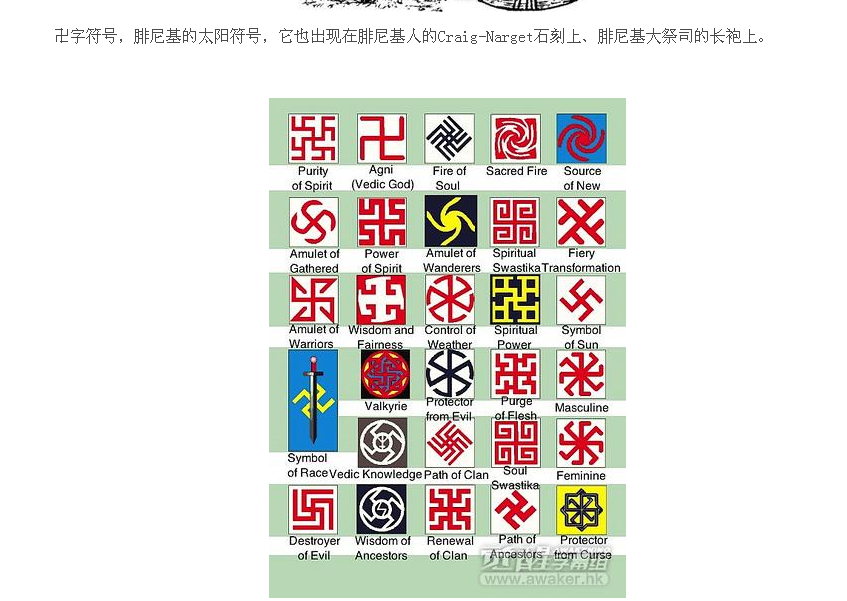 卍字符号，腓尼基的太阳符号，它也出现在腓尼基人的Craig-Narget石刻上、腓尼基大祭司的长袍上。
Purity of Spirit
Agni (Vedic God)
Fire of Soul
Sacred Fire
Source of New
Amulet of Gathered
Power of Spirit
Amulet of Wanderers
Spiritual Swastika
Fiery Transformation
Amulet of Warriors
Wisdom and Fairness
Control of Weather
Spiritual Power
Symbol of Sun
Symbol of Race
Valkyrie
Protector from Evil
Purge of Flesh
Masculine
Vedic Knowledge
Path of Clan
Soul Swastika
Feminine
Destroyer of Evil
Wisdom of Ancestors
Renewal of Clan
Path of Ancestors
Protector from Curse
www.awaker.hk